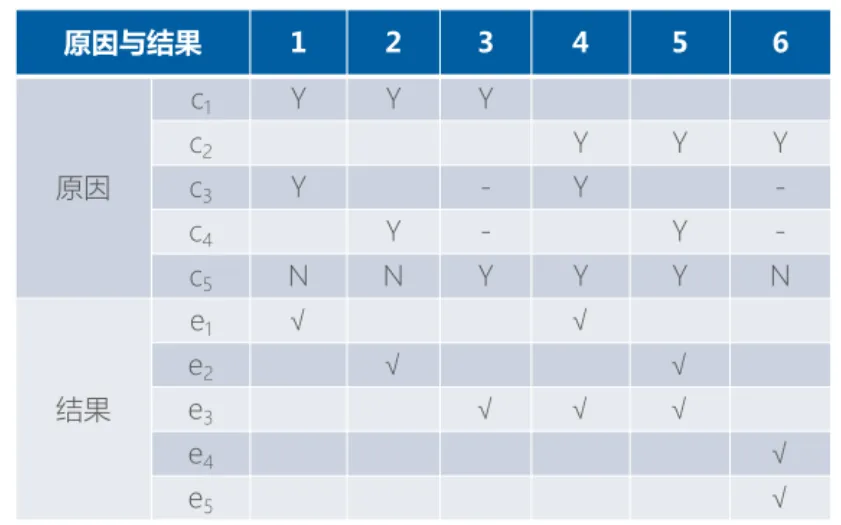 原因与结果 1 2 3 4 5 6
原因
c₁ Y Y Y
c₂ Y Y Y
c₃ Y - Y -
c₄ Y - Y -
c₅ N N Y Y Y N
结果
e₁ √ √
e₂ √ √
e₃ √ √ √
e₄ √
e₅ √